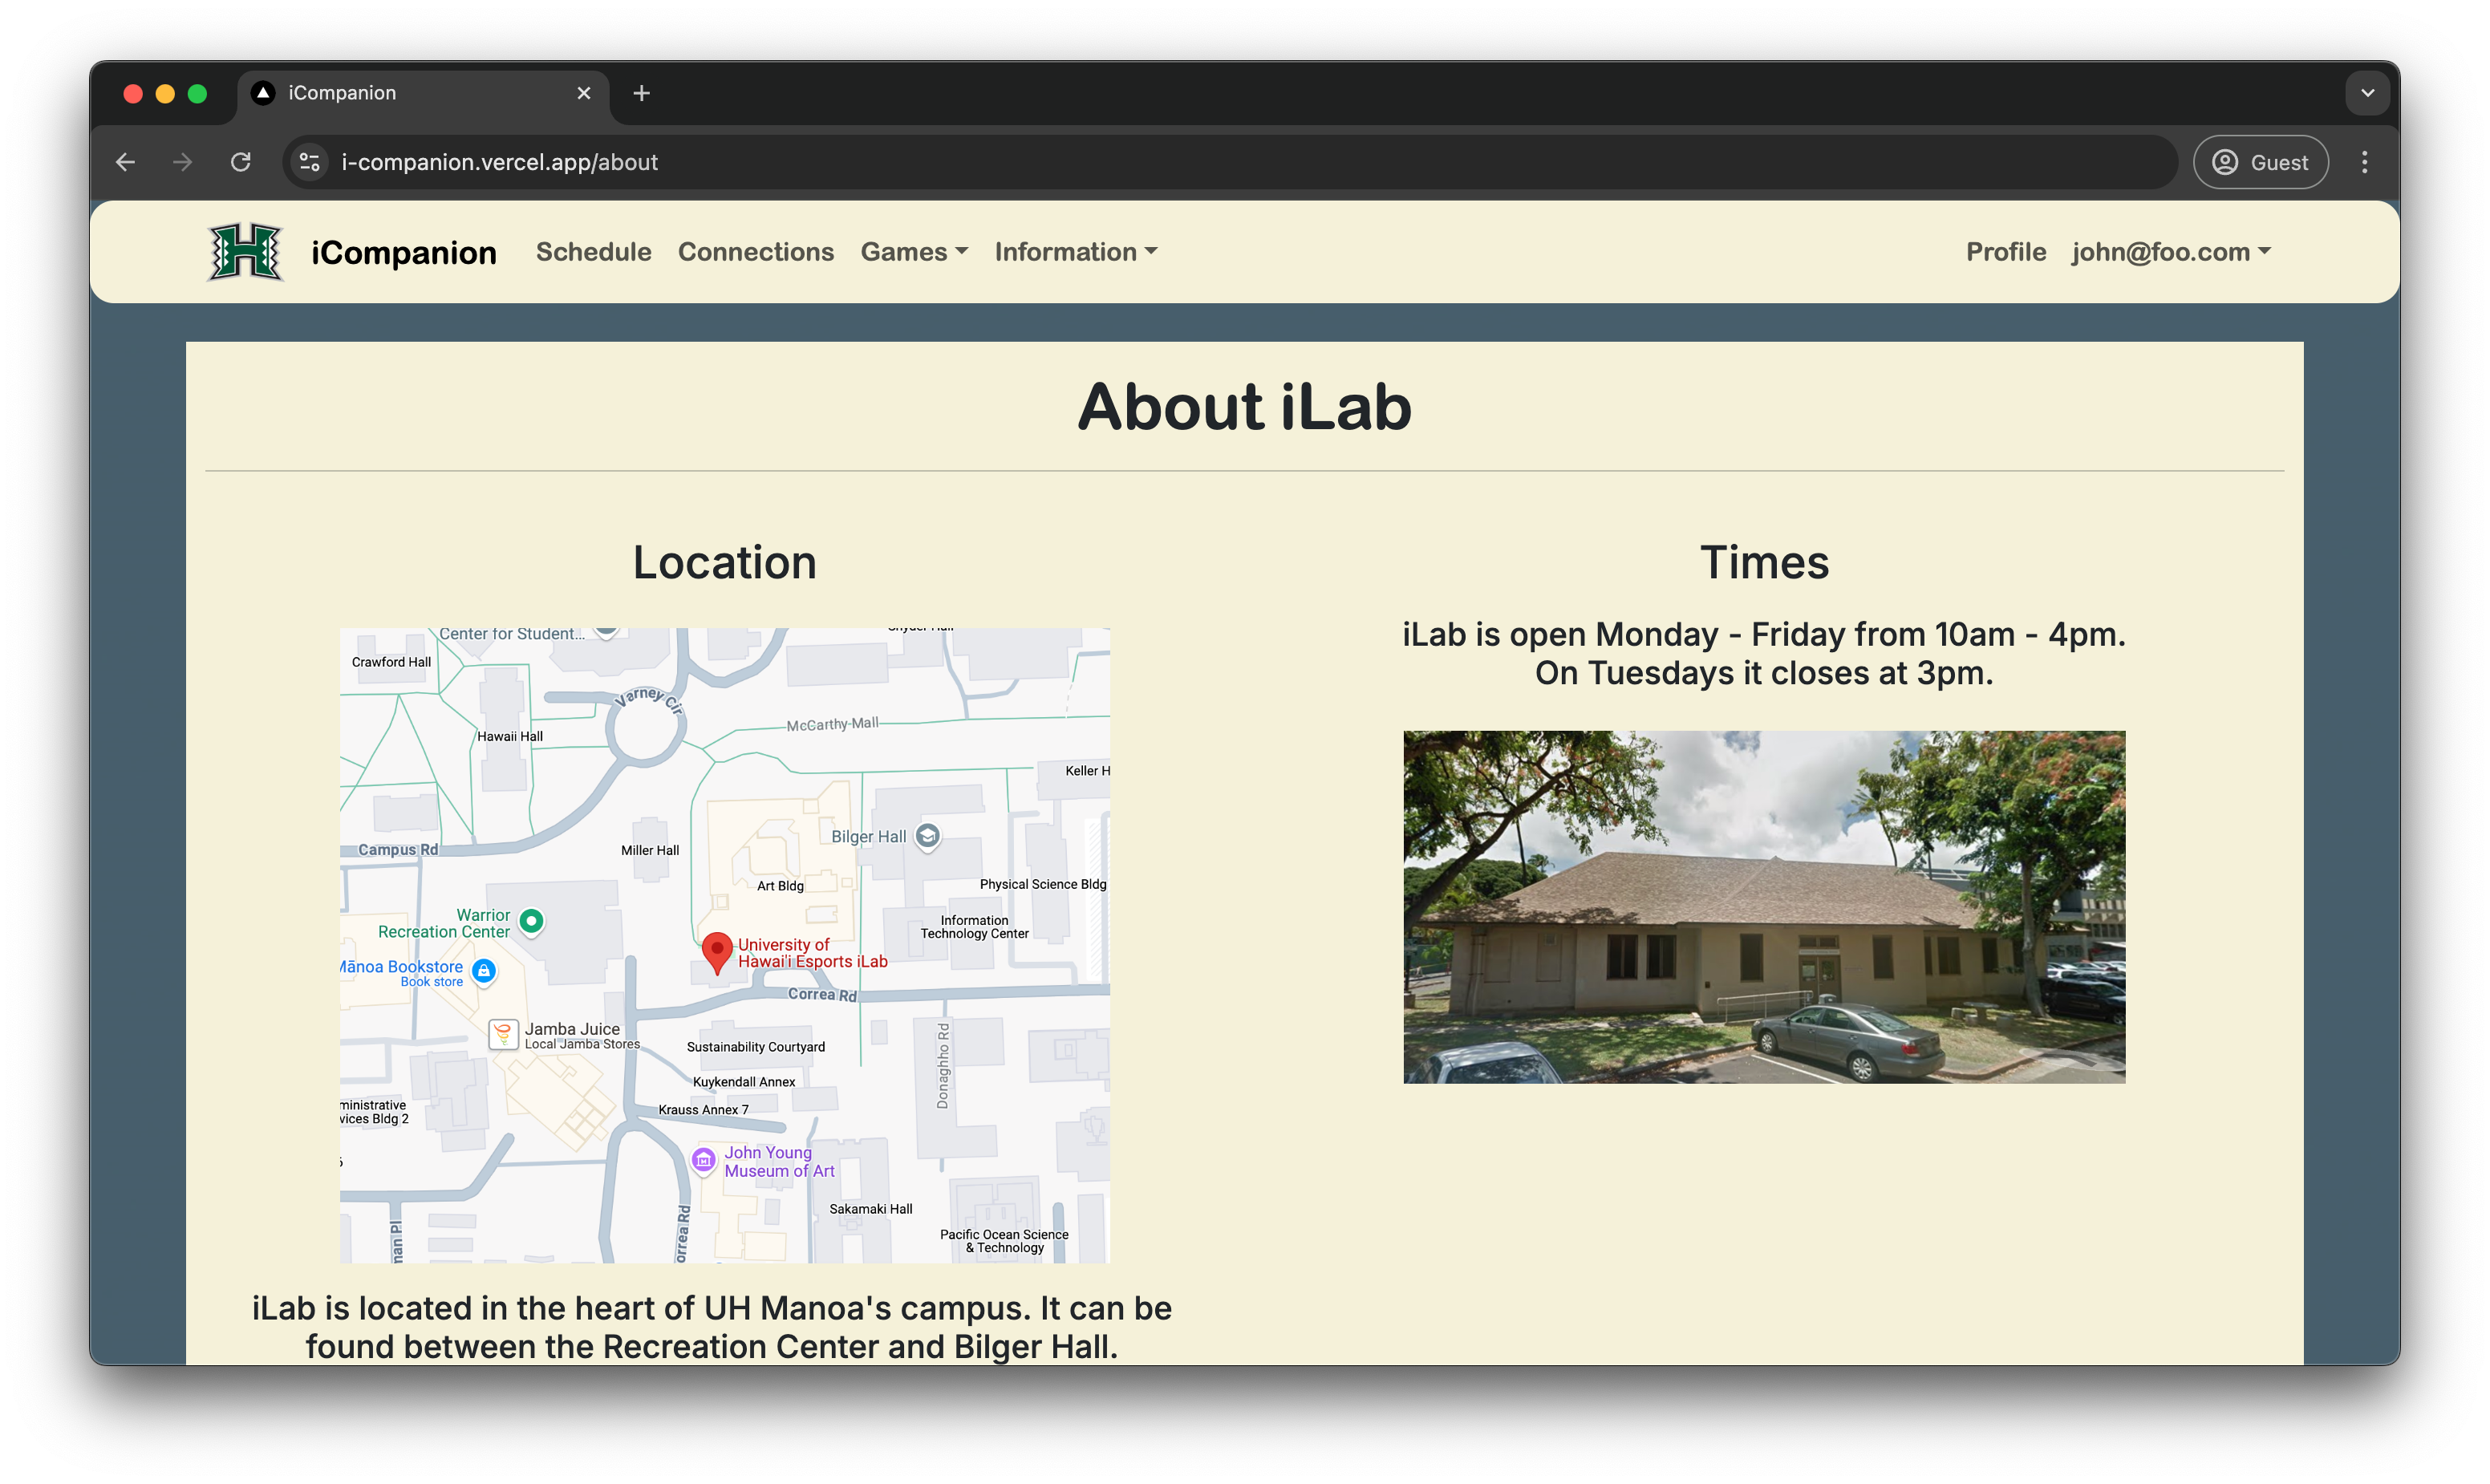 iCompanion
i-companion.vercel.app/about
Guest
H
iCompanion
Schedule
Connections
Games
Information
Profile
john@foo.com
About iLab
Location
Center for Student...
Crawford Hall
Varney Cir
McCarthy Mall
Hawaii Hall
Keller H
Campus Rd
Miller Hall
Bilger Hall
Art Bldg
Physical Science Bldg
Warrior
Recreation Center
Information
Technology Center
University of
Hawai'i Esports iLab
Mānoa Bookstore
Book store
Correa Rd
Jamba Juice
Local Jamba Stores
Sustainability Courtyard
Donaghho Rd
Kuykendall Annex
Krauss Annex 7
ministrative
vices Bldg 2
John Young
Museum of Art
Sakamaki Hall
orrea Rd
man Pl
Pacific Ocean Science
& Technology
iLab is located in the heart of UH Manoa's campus. It can be
found between the Recreation Center and Bilger Hall.
Times
iLab is open Monday - Friday from 10am - 4pm.
On Tuesdays it closes at 3pm.